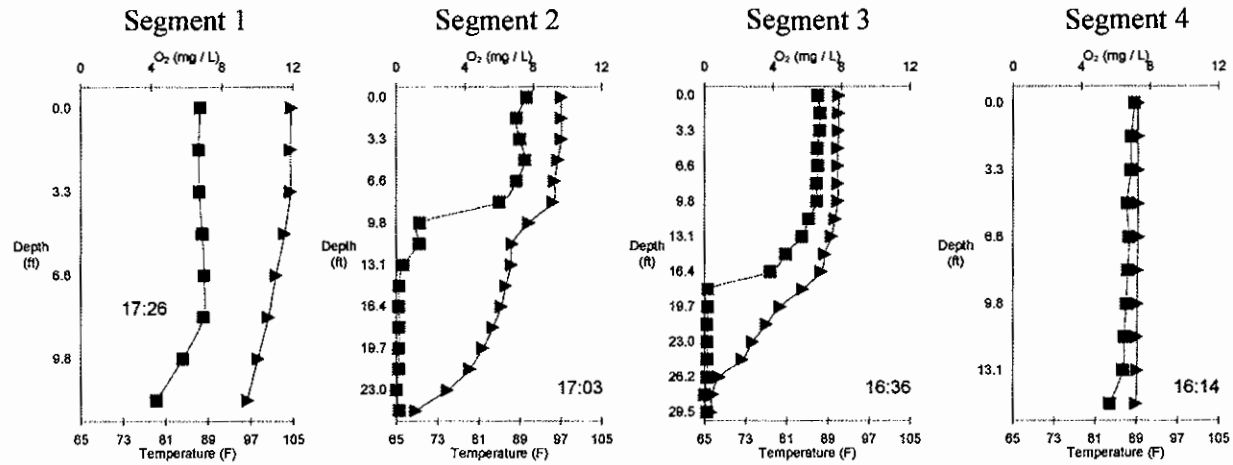 Segment 1
O₂ (mg / L)
0 4 8 12
0.0
3.3
Depth
(ft)
6.8
17:26
9.8
65 73 81 89 97 105
Temperature (F)
Segment 2
O₂ (mg / L)
0 4 8 12
0.0
3.3
6.6
9.8
Depth
(ft)
13.1
16.4
19.7
23.0
17:03
65 73 81 89 97 105
Temperature (F)
Segment 3
O₂ (mg / L)
0 4 8 12
0.0
3.3
6.6
9.8
Depth
(ft)
13.1
16.4
19.7
23.0
26.2
16:36
29.5
65 73 81 89 97 105
Temperature (F)
Segment 4
O₂ (mg / L)
0 4 8 12
0.0
3.3
Depth
(ft)
6.8
9.8
13.1
16:14
65 73 81 89 97 105
Temperature (F)